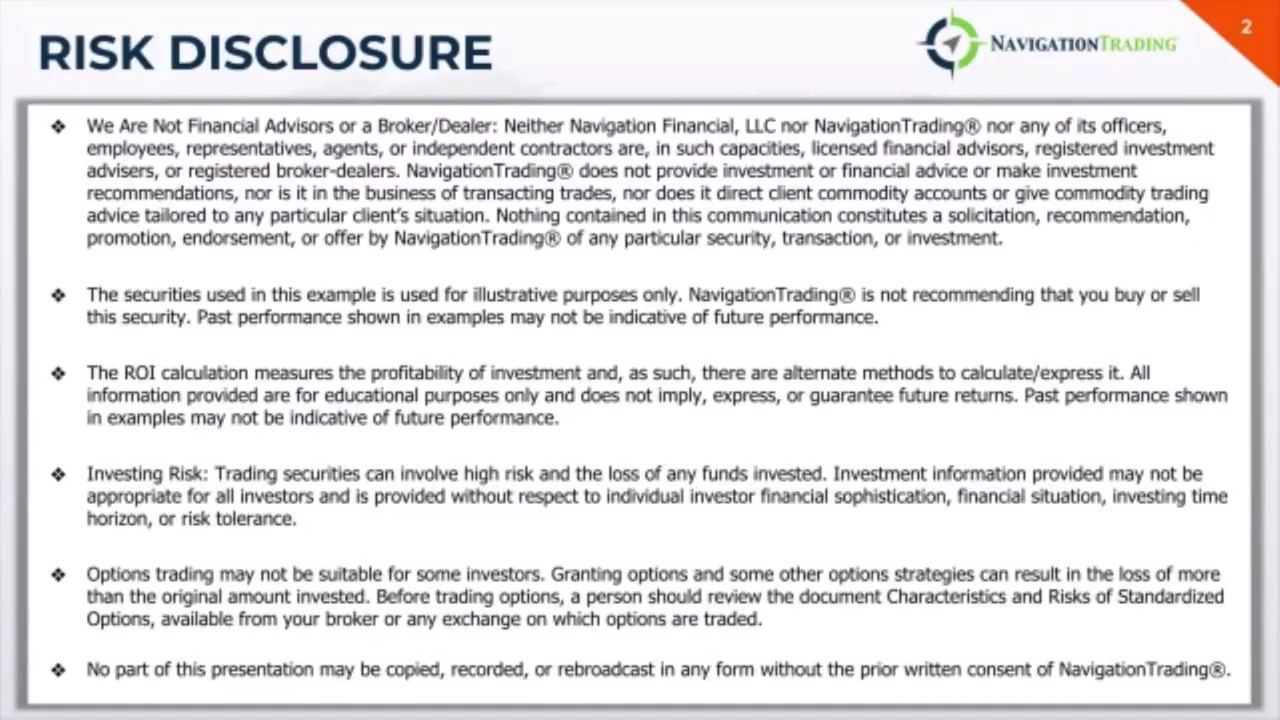 RISK DISCLOSURE
NAVIGATIONTRADING
2
❖ We Are Not Financial Advisors or a Broker/Dealer: Neither Navigation Financial, LLC nor NavigationTrading® nor any of its officers,
employees, representatives, agents, or independent contractors are, in such capacities, licensed financial advisors, registered investment
advisers, or registered broker-dealers. NavigationTrading® does not provide investment or financial advice or make investment
recommendations, nor is it in the business of transacting trades, nor does it direct client commodity accounts or give commodity trading
advice tailored to any particular client's situation. Nothing contained in this communication constitutes a solicitation, recommendation,
promotion, endorsement, or offer by NavigationTrading® of any particular security, transaction, or investment.
❖ The securities used in this example is used for illustrative purposes only. NavigationTrading® is not recommending that you buy or sell
this security. Past performance shown in examples may not be indicative of future performance.
❖ The ROI calculation measures the profitability of investment and, as such, there are alternate methods to calculate/express it. All
information provided are for educational purposes only and does not imply, express, or guarantee future returns. Past performance shown
in examples may not be indicative of future performance.
❖ Investing Risk: Trading securities can involve high risk and the loss of any funds invested. Investment information provided may not be
appropriate for all investors and is provided without respect to individual investor financial sophistication, financial situation, investing time
horizon, or risk tolerance.
❖ Options trading may not be suitable for some investors. Granting options and some other options strategies can result in the loss of more
than the original amount invested. Before trading options, a person should review the document Characteristics and Risks of Standardized
Options, available from your broker or any exchange on which options are traded.
❖ No part of this presentation may be copied, recorded, or rebroadcast in any form without the prior written consent of NavigationTrading®.